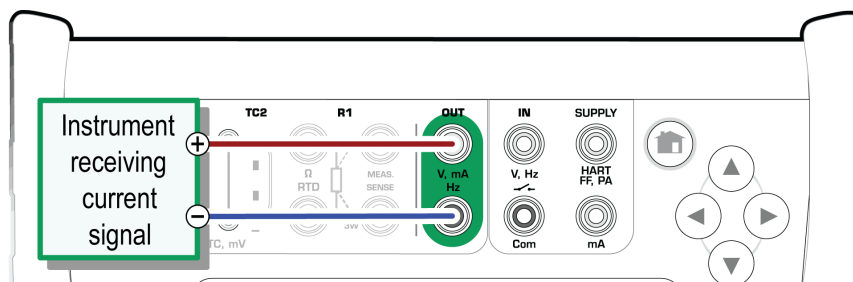 TC2
R1
OUT
IN
SUPPLY
Instrument
receiving
current
signal
+
−
Ω
RTD
MEAS.
SENSE
3W
TC, mV
V, mA
Hz
V, Hz
Com
HART
FF, PA
mA